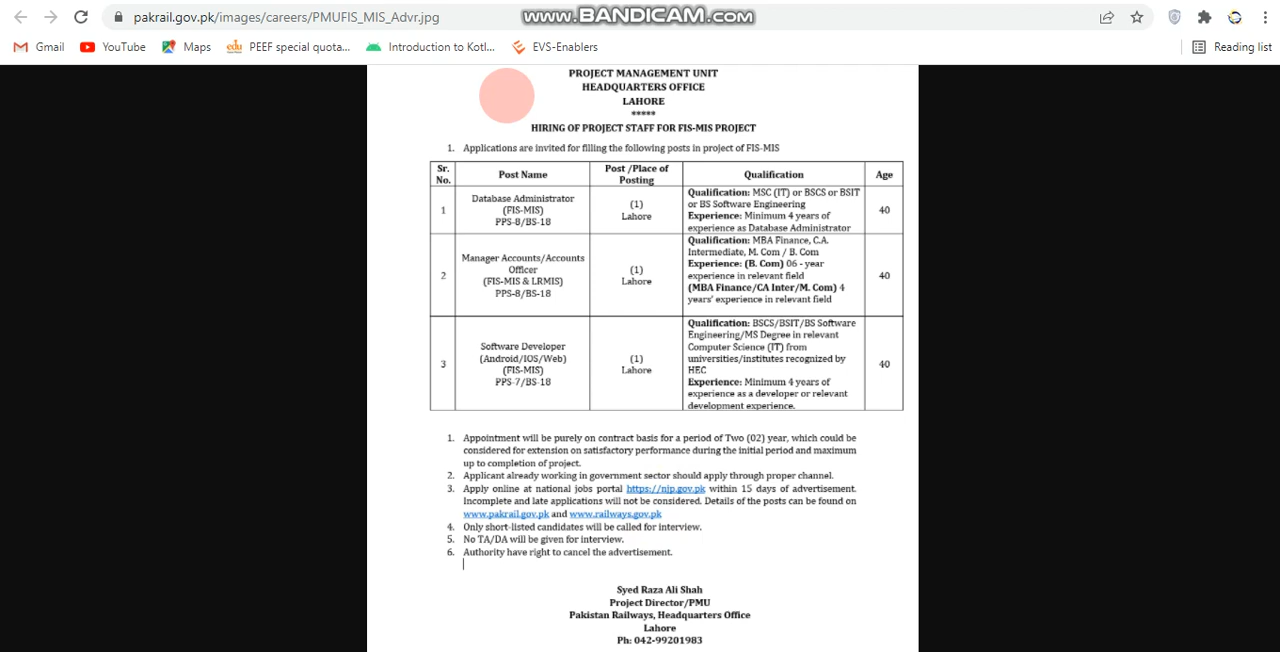 pakrail.gov.pk/images/careers/PMUFIS_MIS_Advr.jpg
www.BANDICAM.com
Gmail
YouTube
Maps
edu
PEEF special quota...
Introduction to Kotl...
EVS-Enablers
Reading list
PROJECT MANAGEMENT UNIT
HEADQUARTERS OFFICE
LAHORE
*****
HIRING OF PROJECT STAFF FOR FIS-MIS PROJECT
1. Applications are invited for filling the following posts in project of FIS-MIS
Sr.
No.
Post Name
Post /Place of
Posting
Qualification
Age
1
Database Administrator
(FIS-MIS)
PPS-8/BS-18
(1)
Lahore
Qualification: MSC (IT) or BSCS or BSIT
or BS Software Engineering
Experience: Minimum 4 years of
experience as Database Administrator
40
2
Manager Accounts/Accounts
Officer
(FIS-MIS & LRMIS)
PPS-8/BS-18
(1)
Lahore
Qualification: MBA Finance, C.A.
Intermediate, M. Com / B. Com
Experience: (B. Com) 06 - year
experience in relevant field
(MBA Finance/CA Inter/M. Com) 4
years' experience in relevant field
40
3
Software Developer
(Android/IOS/Web)
(FIS-MIS)
PPS-7/BS-18
(1)
Lahore
Qualification: BSCS/BSIT/BS Software
Engineering/MS Degree in relevant
Computer Science (IT) from
universities/institutes recognized by
HEC
Experience: Minimum 4 years of
experience as a developer or relevant
development experience.
40
1. Appointment will be purely on contract basis for a period of Two (02) year, which could be
considered for extension on satisfactory performance during the initial period and maximum
up to completion of project.
2. Applicant already working in government sector should apply through proper channel.
3. Apply online at national jobs portal https://njp.gov.pk within 15 days of advertisement.
Incomplete and late applications will not be considered. Details of the posts can be found on
www.pakrail.gov.pk and www.railways.gov.pk
4. Only short-listed candidates will be called for interview.
5. No TA/DA will be given for interview.
6. Authority have right to cancel the advertisement.
Syed Raza Ali Shah
Project Director/PMU
Pakistan Railways, Headquarters Office
Lahore
Ph: 042-99201983